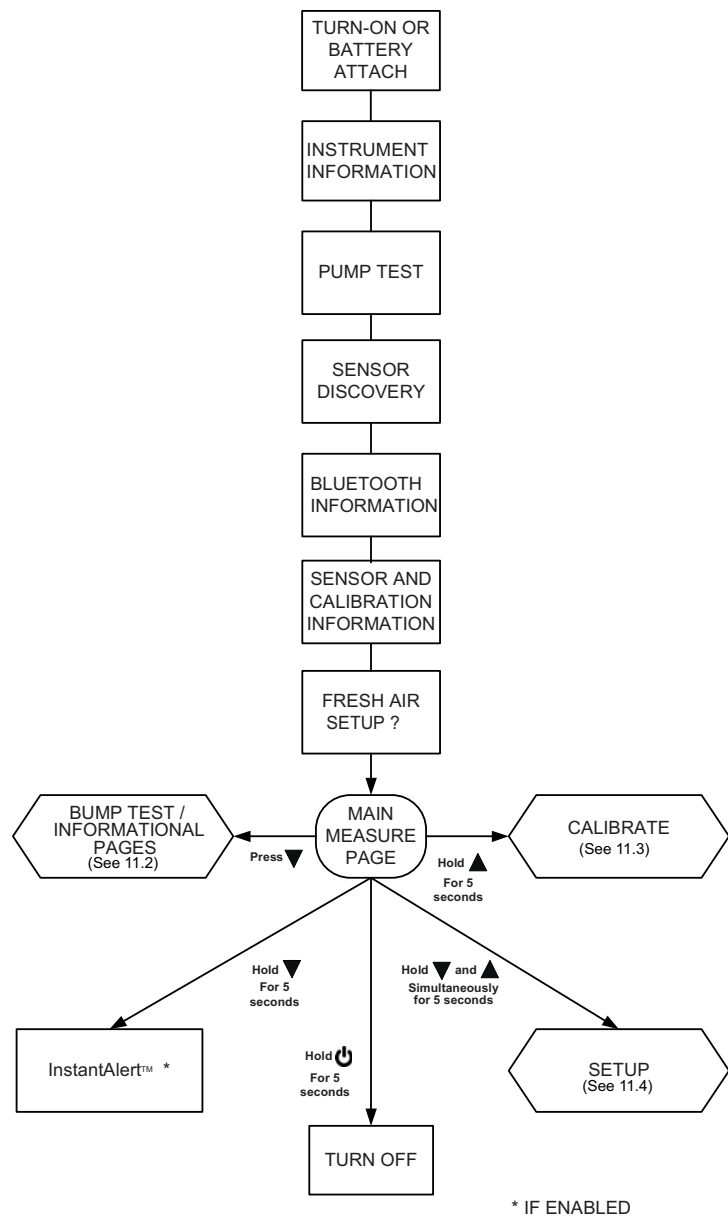 TURN-ON OR
BATTERY
ATTACH
INSTRUMENT
INFORMATION
PUMP TEST
SENSOR
DISCOVERY
BLUETOOTH
INFORMATION
SENSOR AND
CALIBRATION
INFORMATION
FRESH AIR
SETUP ?
BUMP TEST /
INFORMATIONAL
PAGES
(See 11.2)
Press ▼
MAIN
MEASURE
PAGE
Hold ▲
For 5
seconds
CALIBRATE
(See 11.3)
Hold ▼
For 5
seconds
Hold ▼ and ▲
Simultaneously
for 5 seconds
InstantAlert™ *
Hold ⏻
For 5
seconds
SETUP
(See 11.4)
TURN OFF
* IF ENABLED